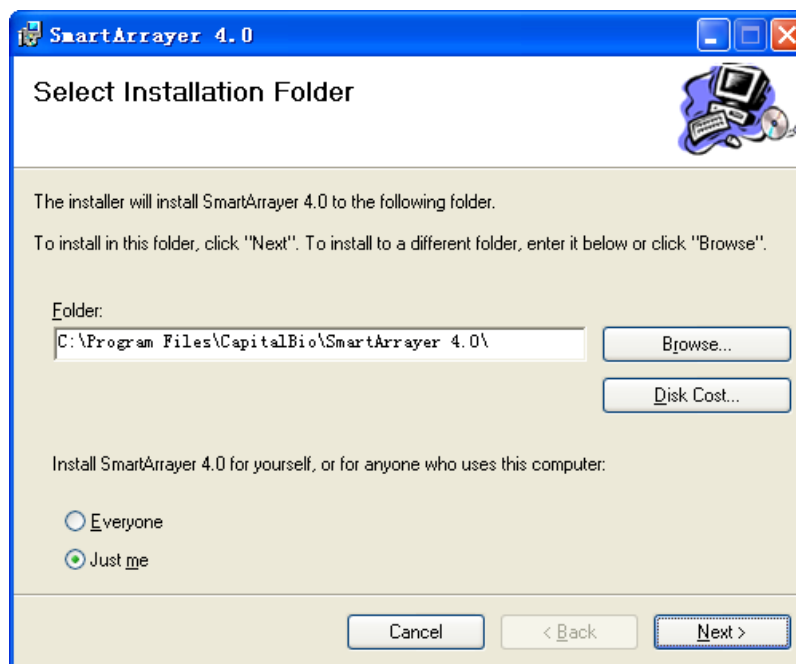 SmartArrayer 4.0
Select Installation Folder
The installer will install SmartArrayer 4.0 to the following folder.
To install in this folder, click "Next". To install to a different folder, enter it below or click "Browse".
Folder:
C:\Program Files\CapitalBio\SmartArrayer 4.0\
Browse...
Disk Cost...
Install SmartArrayer 4.0 for yourself, or for anyone who uses this computer:
Everyone
Just me
Cancel < Back Next >